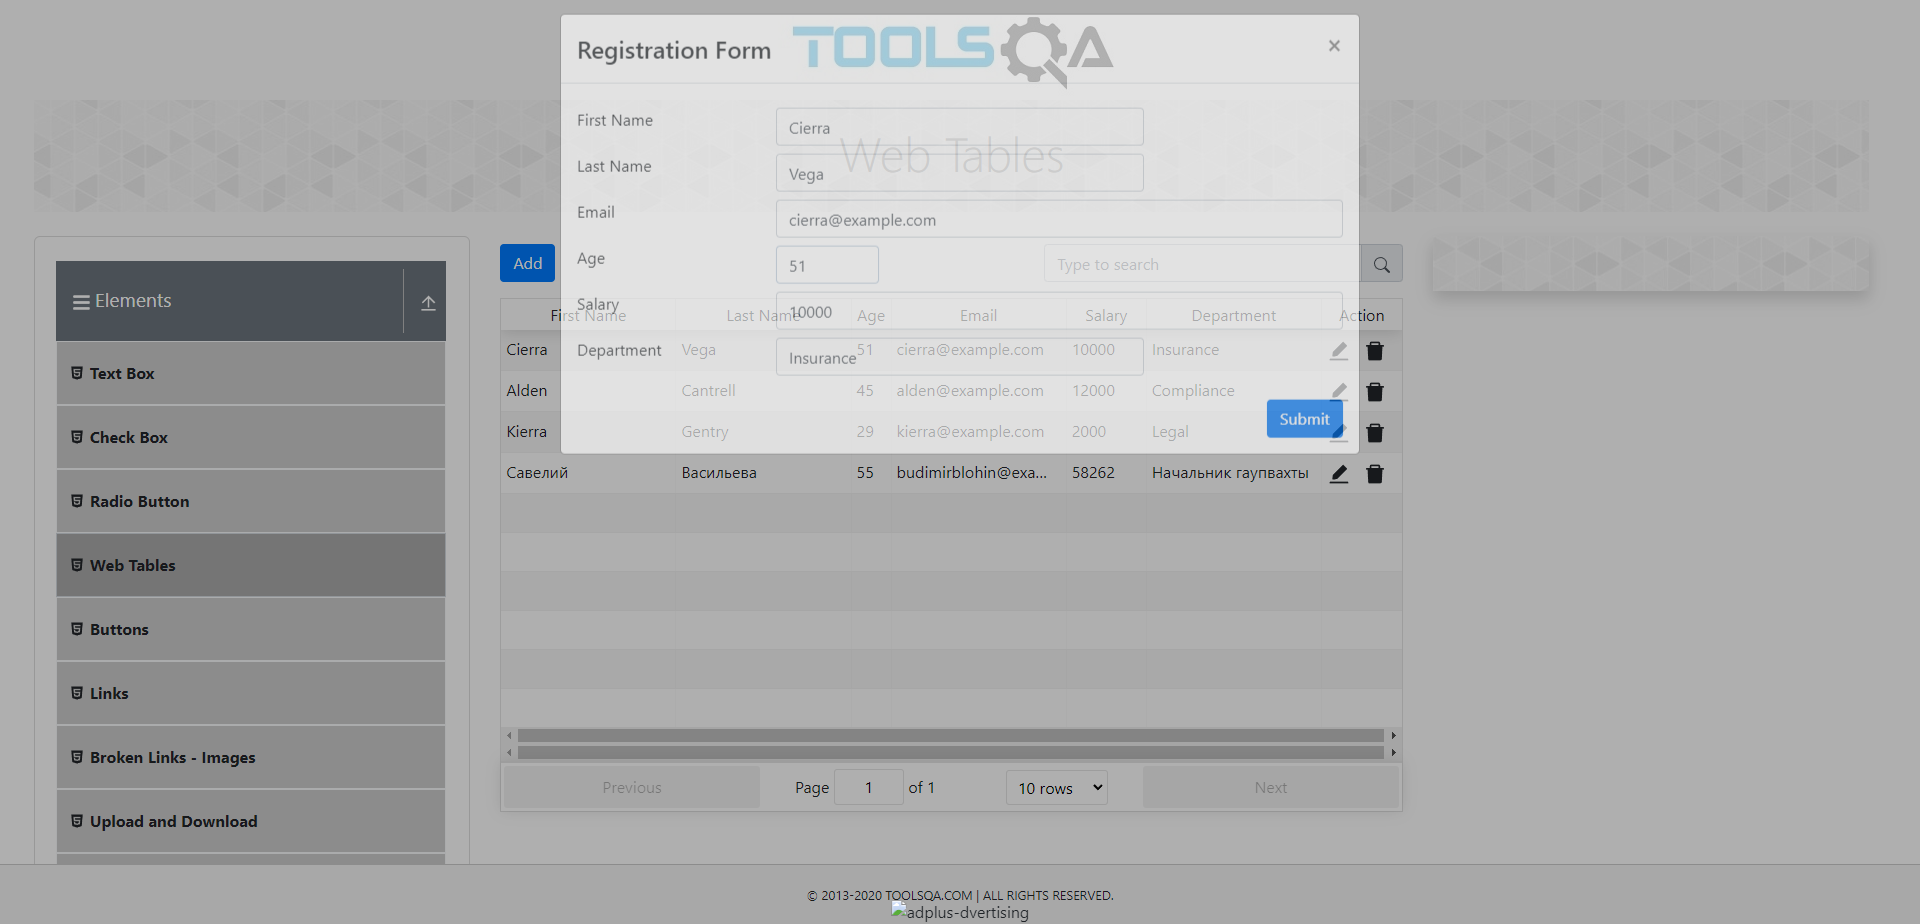 TOOLSQA
Registration Form
×
First Name
Cierra
Web Tables
Last Name
Vega
Email
cierra@example.com
Age
51
Salary
10000
Department
Insurance
Submit
Elements
Text Box
Check Box
Radio Button
Web Tables
Buttons
Links
Broken Links - Images
Upload and Download
Add
Type to search
First Name Last Name Age Email Salary Department Action
Cierra Vega 51 cierra@example.com 10000 Insurance
Alden Cantrell 45 alden@example.com 12000 Compliance
Kierra Gentry 29 kierra@example.com 2000 Legal
Савелий Васильева 55 budimirblohin@exa... 58262 Начальник гаупвахты
Previous Page 1 of 1 10 rows Next
© 2013-2020 TOOLSQA.COM | ALL RIGHTS RESERVED.
adplus-dvertising